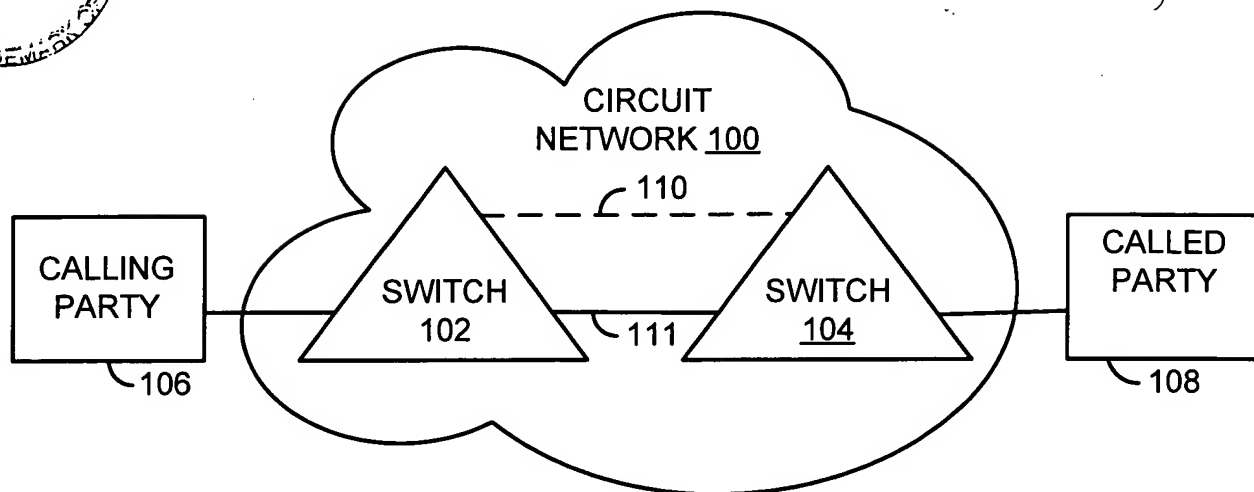 CIRCUIT
NETWORK 100
110
CALLING
PARTY
106
SWITCH
102
111
SWITCH
104
CALLED
PARTY
108